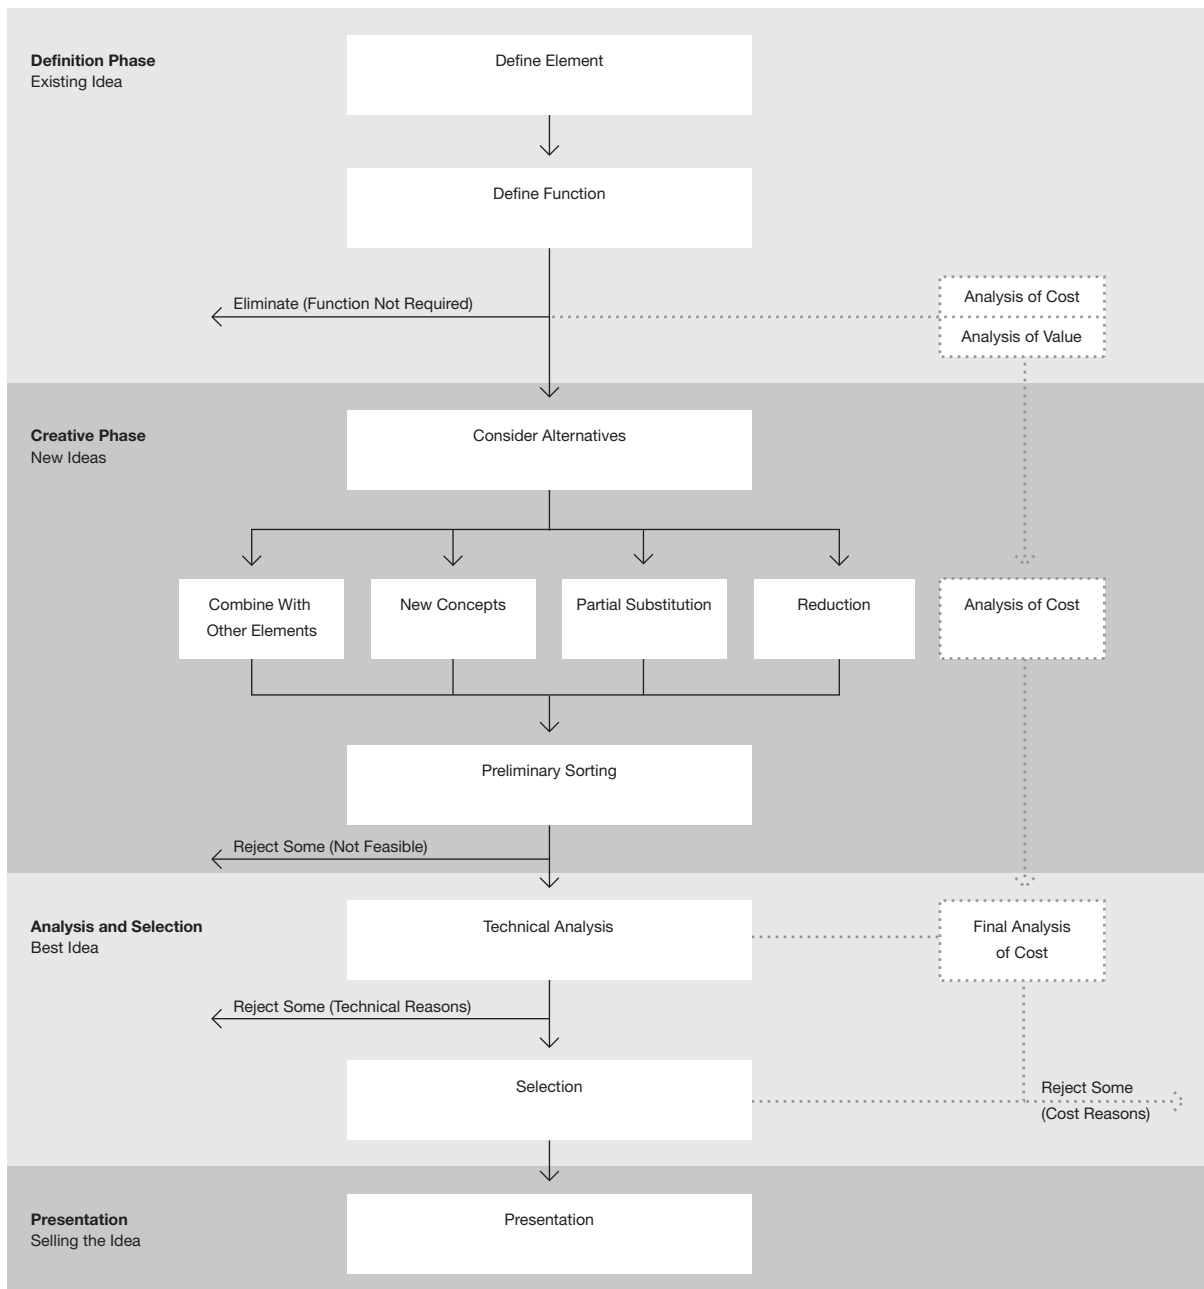 Definition Phase
Existing Idea
Define Element
Define Function
Eliminate (Function Not Required)
Analysis of Cost
Analysis of Value
Creative Phase
New Ideas
Consider Alternatives
Combine With
Other Elements
New Concepts
Partial Substitution
Reduction
Analysis of Cost
Preliminary Sorting
Reject Some (Not Feasible)
Analysis and Selection
Best Idea
Technical Analysis
Final Analysis
of Cost
Reject Some (Technical Reasons)
Selection
Reject Some
(Cost Reasons)
Presentation
Selling the Idea
Presentation